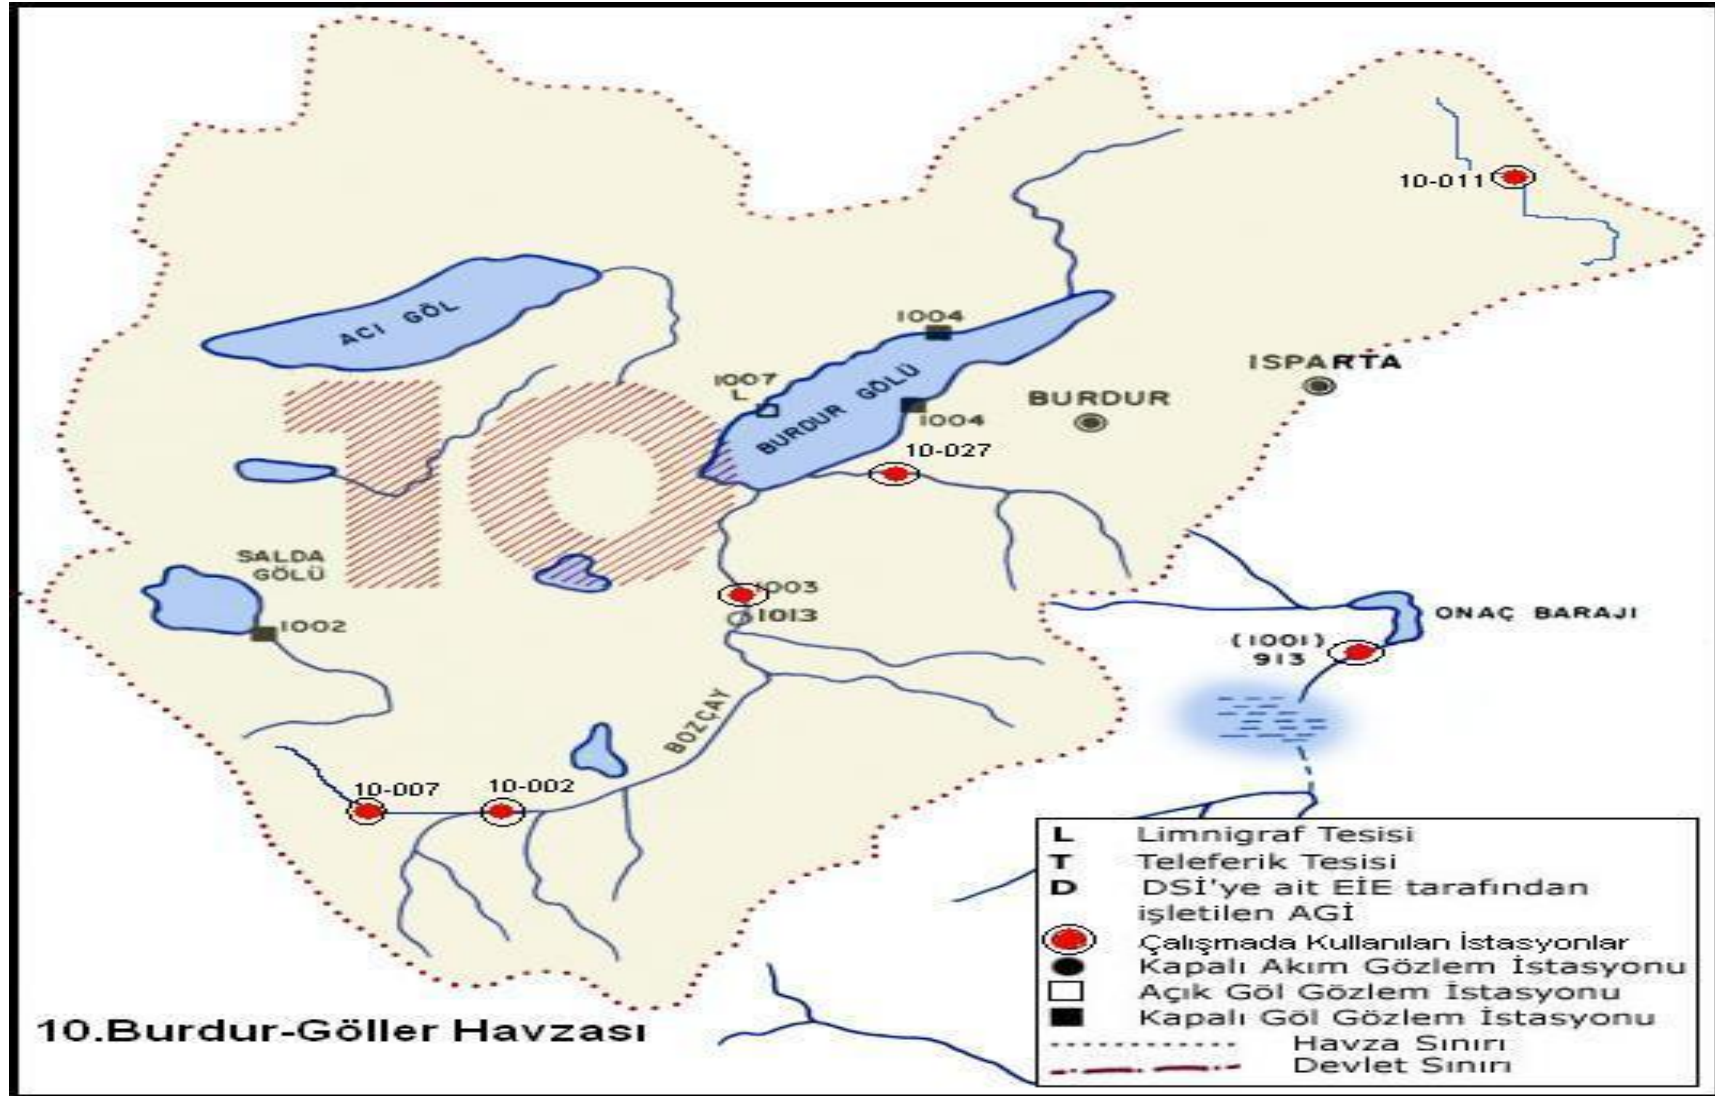 10-011
ACI GÖL
1004
1007
L
BURDUR GÖLÜ
ISPARTA
BURDUR
1004
10-027
10
SALDA
GÖLÜ
1002
1003
1013
ONAÇ BARAJI
(1001)
913
BOZÇAY
10-007
10-002
L Limnigraf Tesisi
T Teleferik Tesisi
D DSİ'ye ait EİE tarafından
işletilen AGİ
Çalışmada Kullanılan İstasyonlar
Kapalı Akım Gözlem İstasyonu
Açık Göl Gözlem İstasyonu
Kapalı Göl Gözlem İstasyonu
Havza Sınırı
Devlet Sınırı
10.Burdur-Göller Havzası